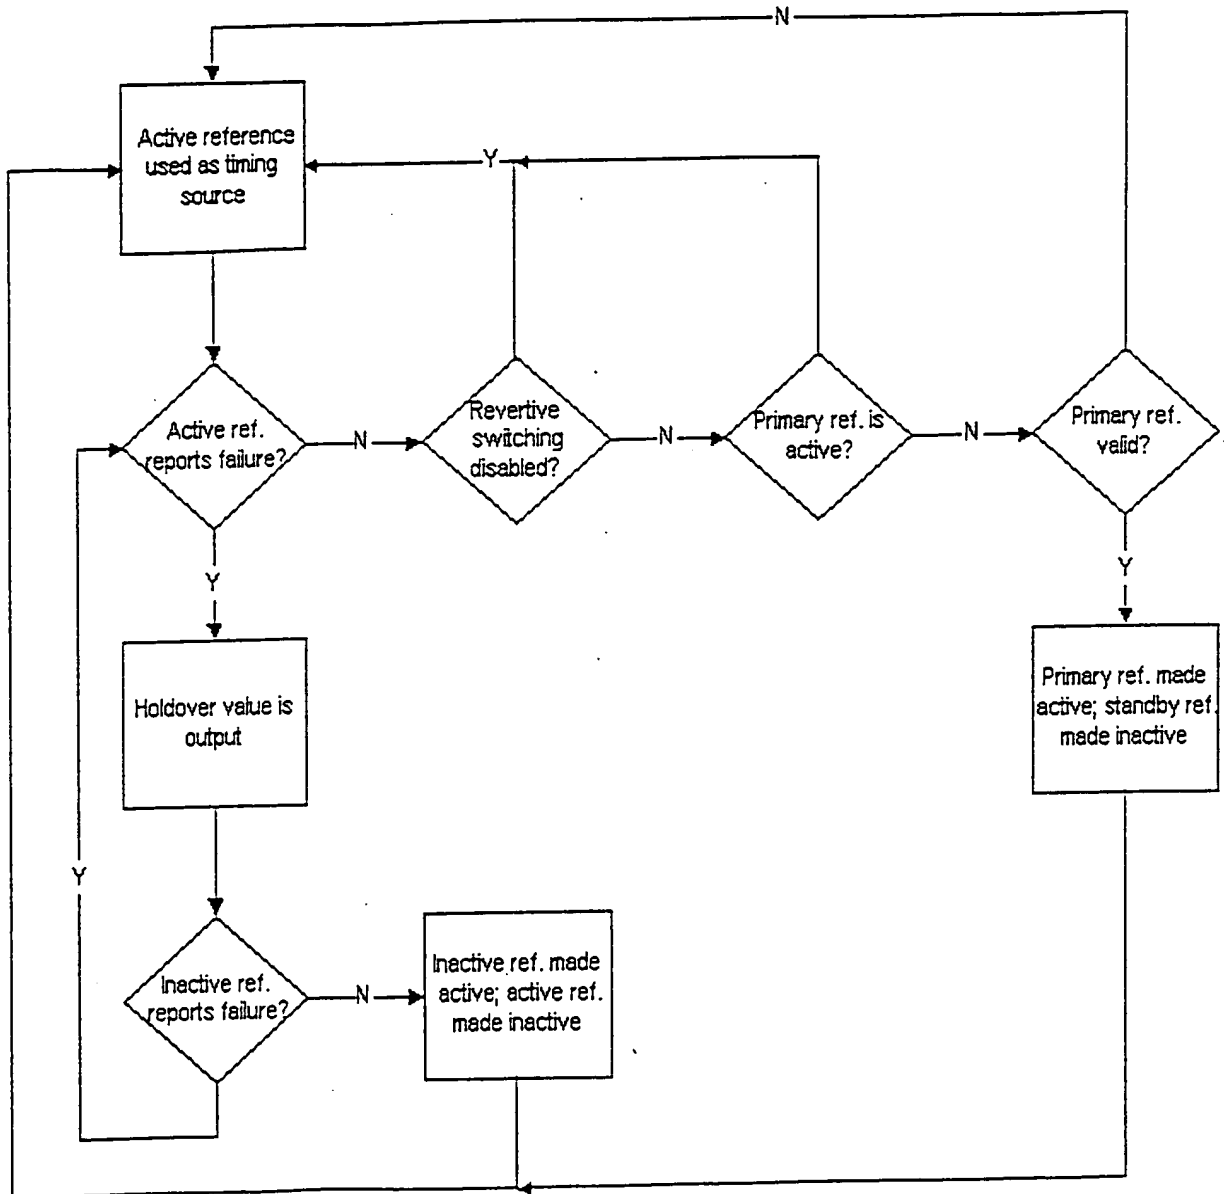 N
Active reference
used as timing
source
Y
Active ref.
reports failure?
N
Revertive
switching
disabled?
N
Primary ref. is
active?
N
Primary ref.
valid?
Y
Y
Holdover value is
output
Primary ref. made
active; standby ref.
made inactive
Y
Inactive ref.
reports failure?
N
Inactive ref. made
active; active ref.
made inactive